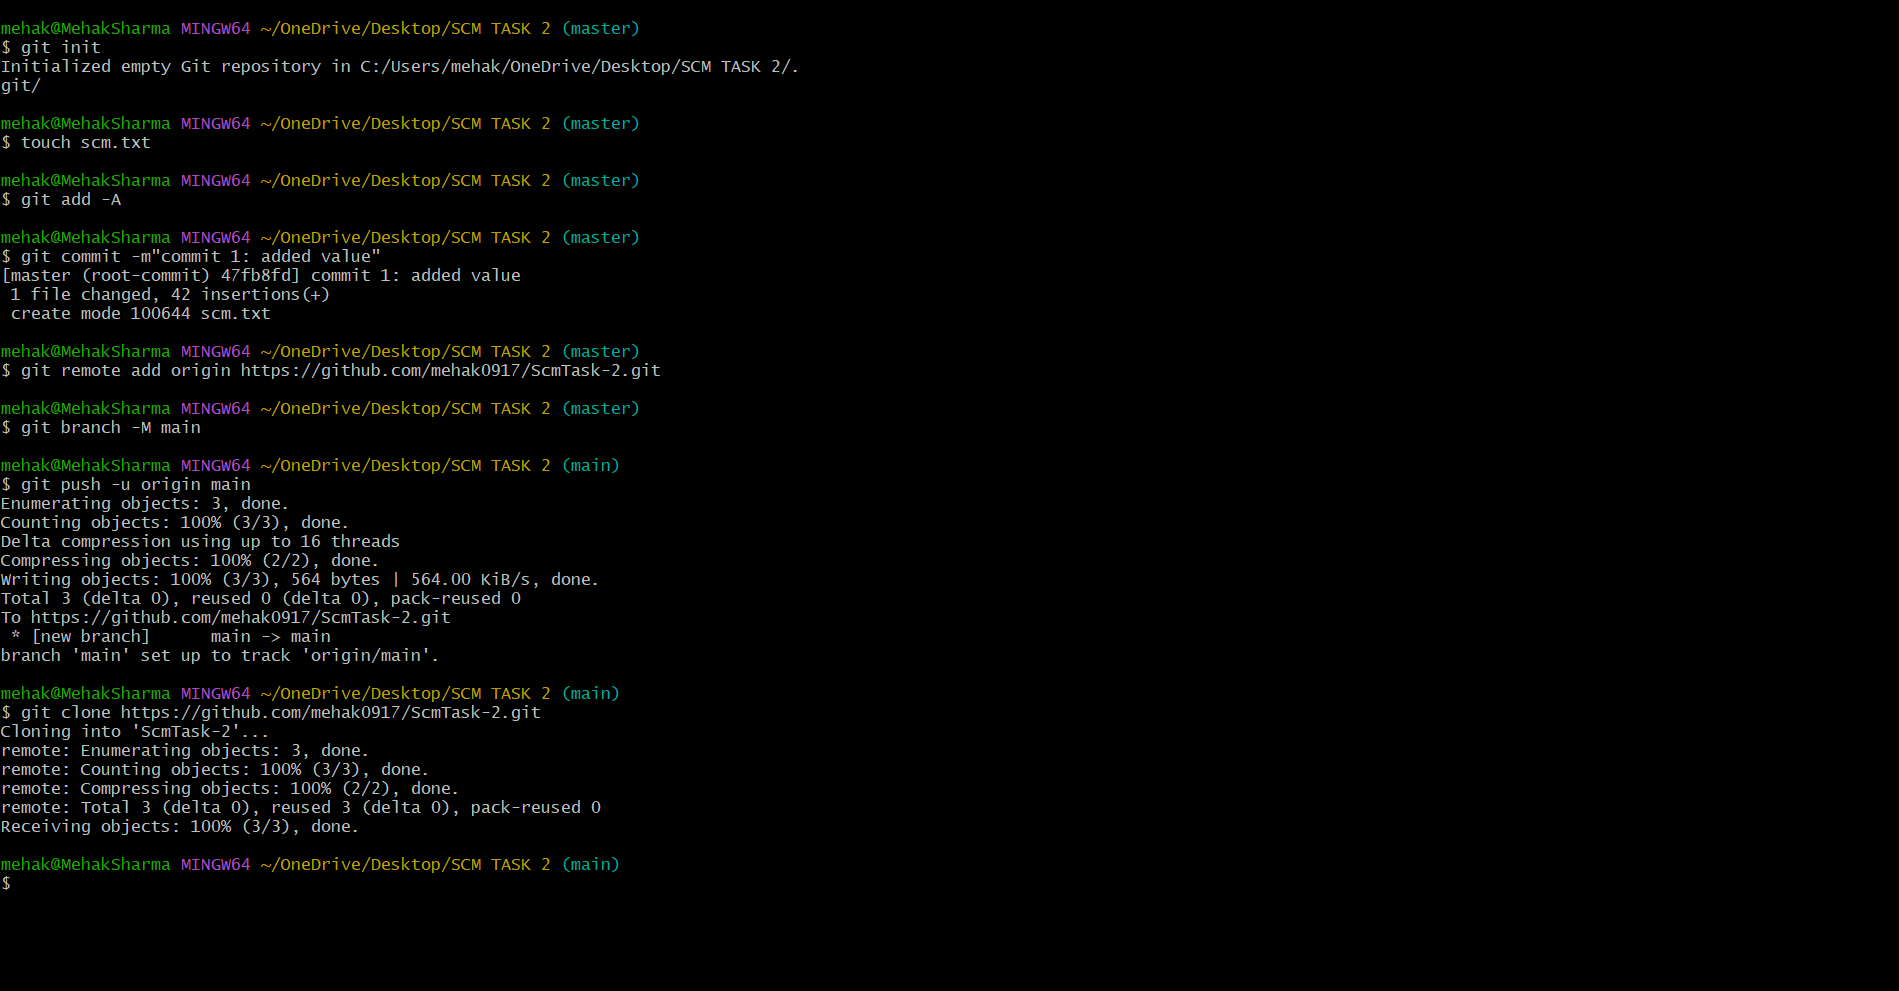 mehak@MehakSharma MINGW64 ~/OneDrive/Desktop/SCM TASK 2 (master)
$ git init
Initialized empty Git repository in C:/Users/mehak/OneDrive/Desktop/SCM TASK 2/.
git/
mehak@MehakSharma MINGW64 ~/OneDrive/Desktop/SCM TASK 2 (master)
$ touch scm.txt
mehak@MehakSharma MINGW64 ~/OneDrive/Desktop/SCM TASK 2 (master)
$ git add -A
mehak@MehakSharma MINGW64 ~/OneDrive/Desktop/SCM TASK 2 (master)
$ git commit -m"commit 1: added value"
[master (root-commit) 47fb8fd] commit 1: added value
 1 file changed, 42 insertions(+)
 create mode 100644 scm.txt
mehak@MehakSharma MINGW64 ~/OneDrive/Desktop/SCM TASK 2 (master)
$ git remote add origin https://github.com/mehak0917/ScmTask-2.git
mehak@MehakSharma MINGW64 ~/OneDrive/Desktop/SCM TASK 2 (master)
$ git branch -M main
mehak@MehakSharma MINGW64 ~/OneDrive/Desktop/SCM TASK 2 (main)
$ git push -u origin main
Enumerating objects: 3, done.
Counting objects: 100% (3/3), done.
Delta compression using up to 16 threads
Compressing objects: 100% (2/2), done.
Writing objects: 100% (3/3), 564 bytes | 564.00 KiB/s, done.
Total 3 (delta 0), reused 0 (delta 0), pack-reused 0
To https://github.com/mehak0917/ScmTask-2.git
 * [new branch]      main -> main
branch 'main' set up to track 'origin/main'.
mehak@MehakSharma MINGW64 ~/OneDrive/Desktop/SCM TASK 2 (main)
$ git clone https://github.com/mehak0917/ScmTask-2.git
Cloning into 'ScmTask-2'...
remote: Enumerating objects: 3, done.
remote: Counting objects: 100% (3/3), done.
remote: Compressing objects: 100% (2/2), done.
remote: Total 3 (delta 0), reused 3 (delta 0), pack-reused 0
Receiving objects: 100% (3/3), done.
mehak@MehakSharma MINGW64 ~/OneDrive/Desktop/SCM TASK 2 (main)
$